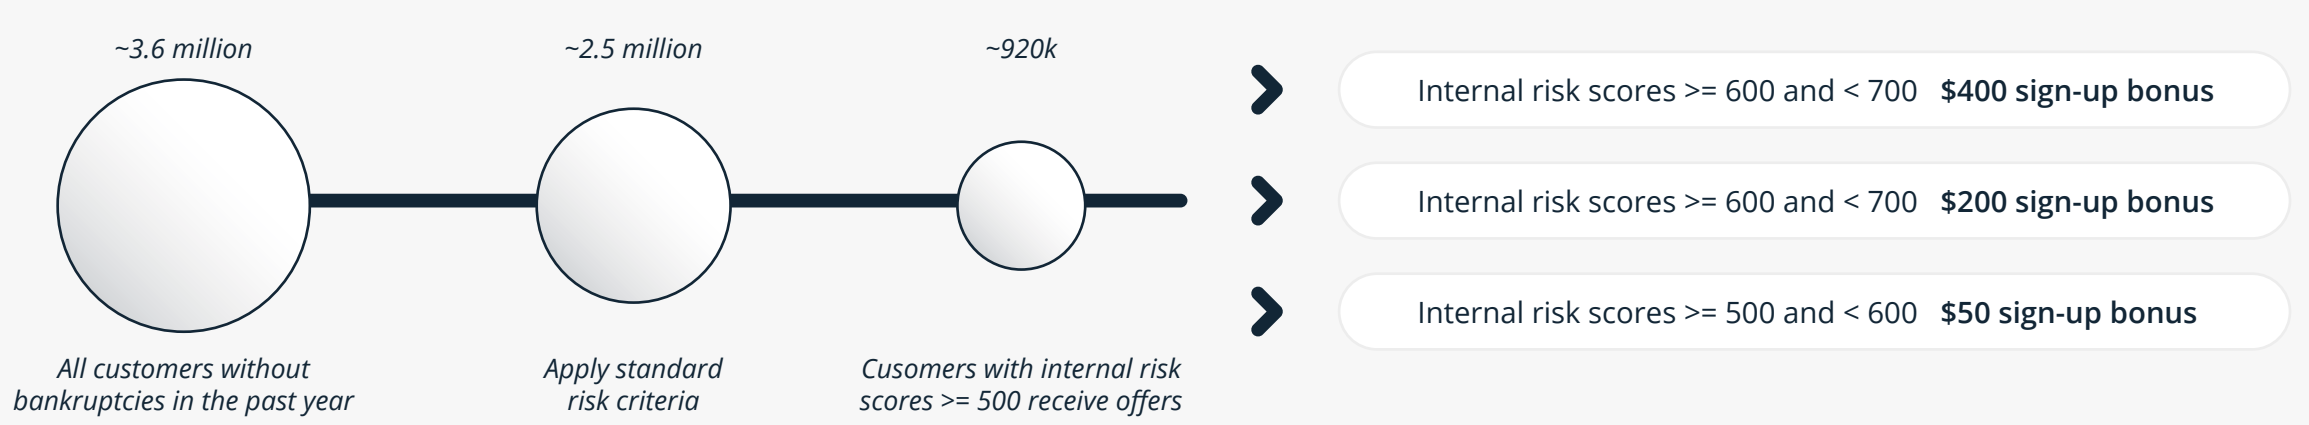 ~3.6 million
~2.5 million
~920k
All customers without
bankruptcies in the past year
Apply standard
risk criteria
Cusomers with internal risk
scores >= 500 receive offers
Internal risk scores >= 600 and < 700 $400 sign-up bonus
Internal risk scores >= 600 and < 700 $200 sign-up bonus
Internal risk scores >= 500 and < 600 $50 sign-up bonus